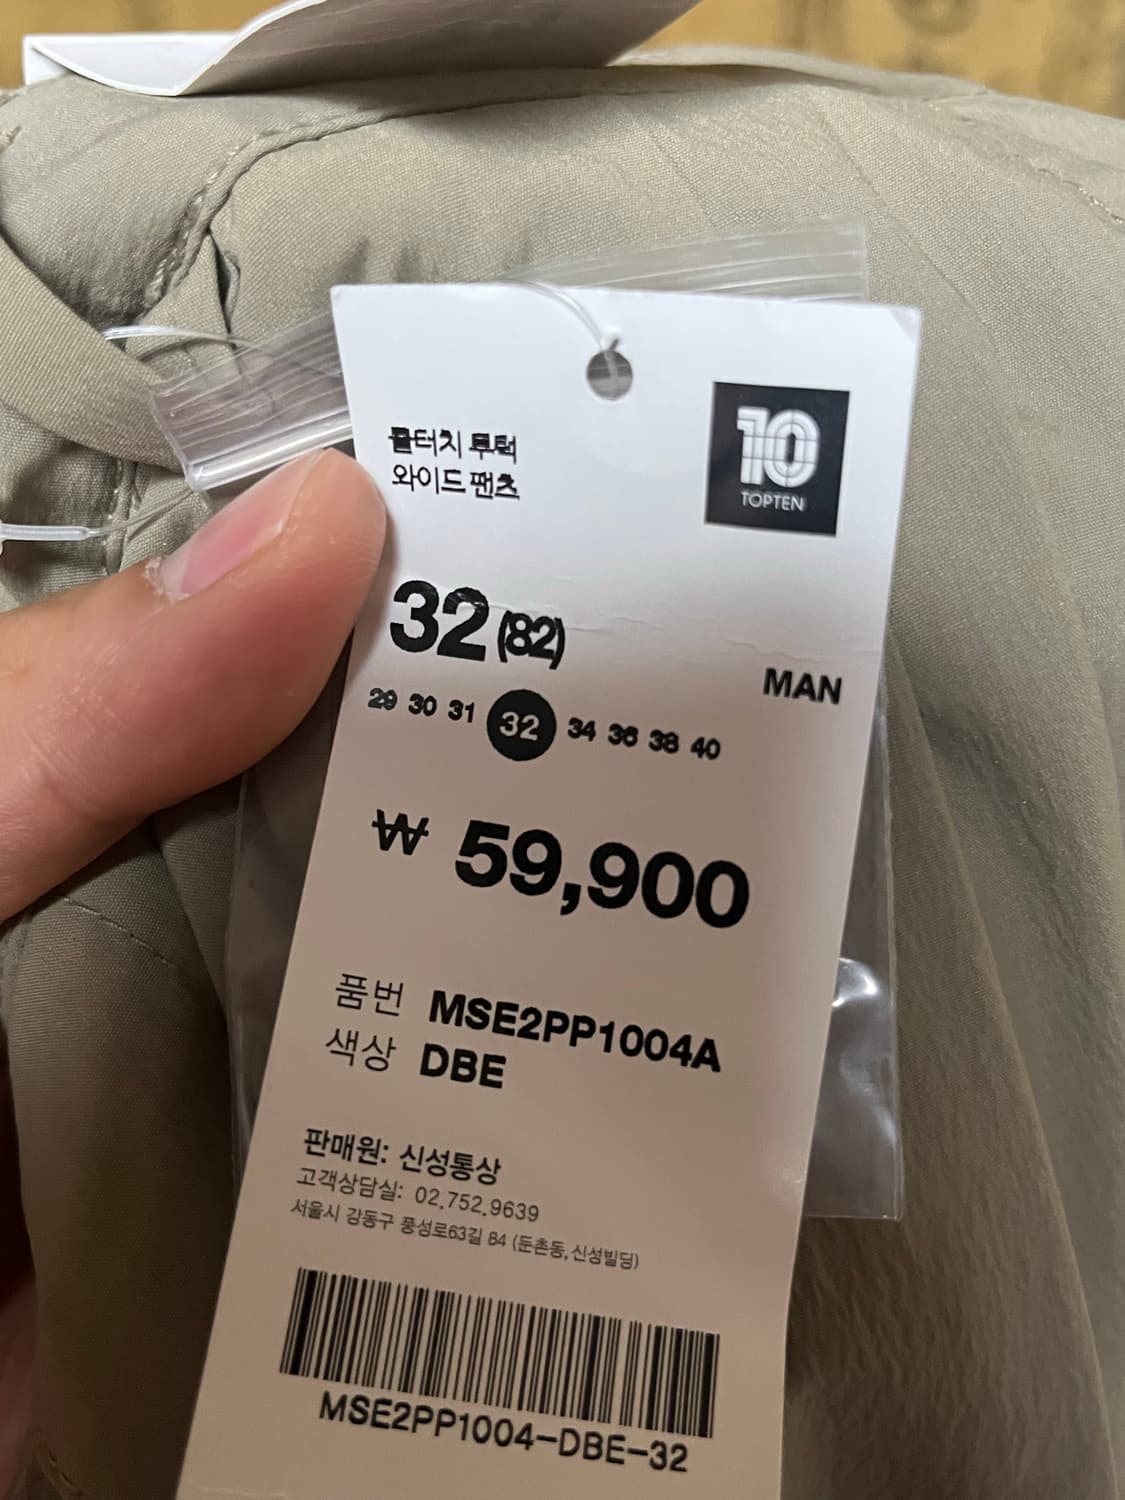 쿨터치 투턱
와이드 팬츠
10
TOPTEN
32 (82)
MAN
29 30 31 32 34 36 38 40
₩ 59,900
품번 MSE2PP1004A
색상 DBE
판매원: 신성통상
고객상담실: 02.752.9639
서울시 강동구 풍성로63길 84 (둔촌동, 신성빌딩)
MSE2PP1004-DBE-32